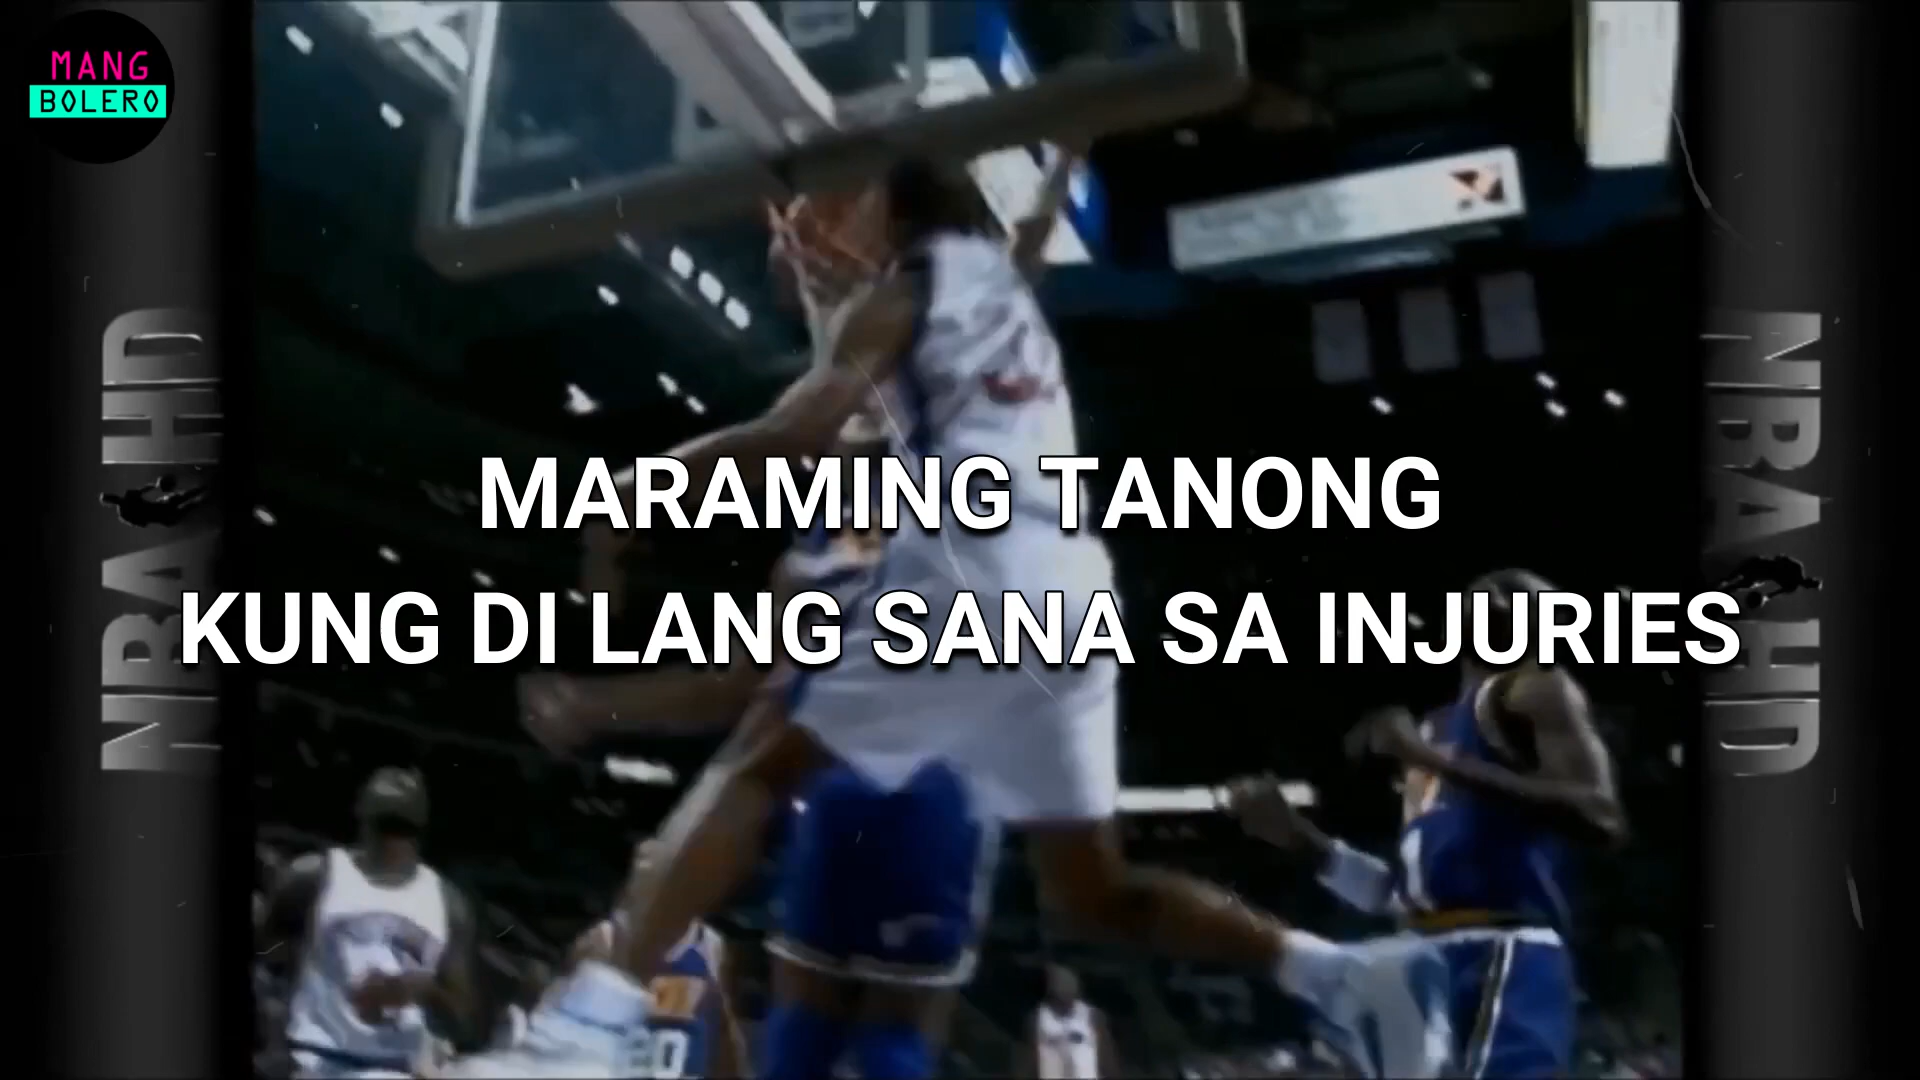 MANG
BOLERO
NBA HD
NBA HD
MARAMING TANONG
KUNG DI LANG SANA SA INJURIES